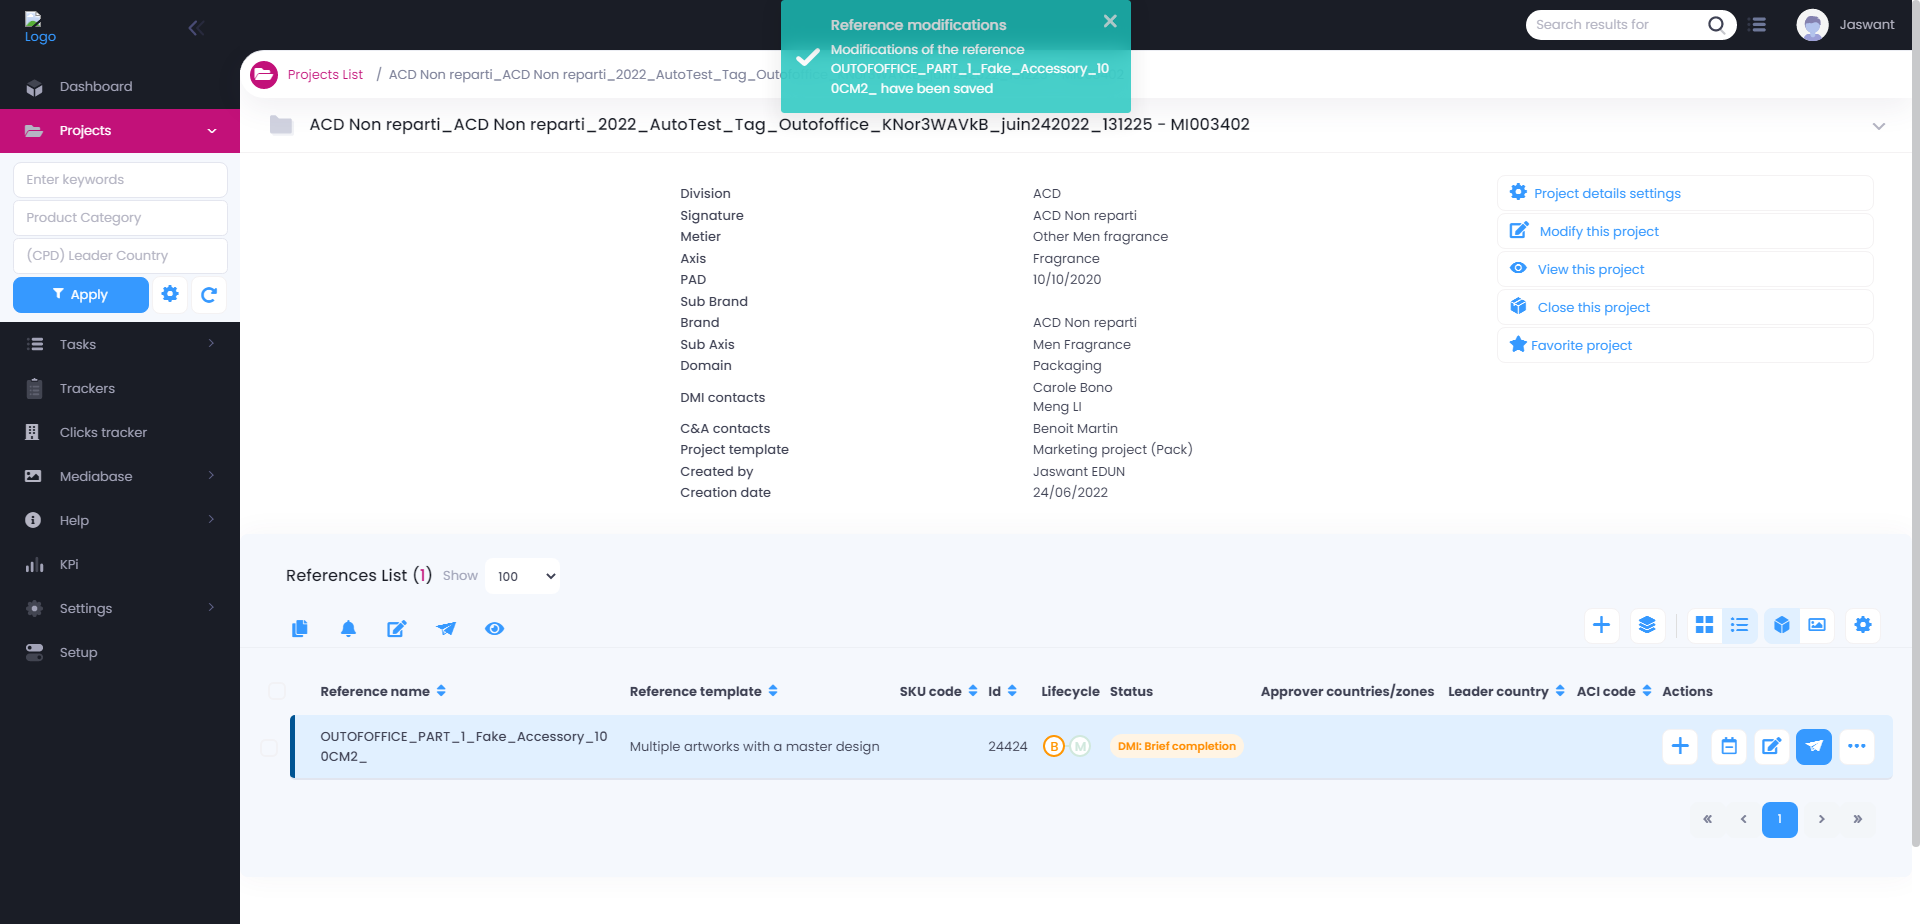 Logo
Reference modifications
Modifications of the reference
OUTOFOFFICE_PART_1_Fake_Accessory_10
0CM2_ have been saved
Search results for
Jaswant
Dashboard
Projects
Enter keywords
Product Category
(CPD) Leader Country
Apply
Tasks
Trackers
Clicks tracker
Mediabase
Help
KPi
Settings
Setup
Projects List / ACD Non reparti_ACD Non reparti_2022_AutoTest_Tag_Outofoffice
ACD Non reparti_ACD Non reparti_2022_AutoTest_Tag_Outofoffice_KNor3WAVkB_juin242022_131225 - MI003402
Division ACD
Signature ACD Non reparti
Metier Other Men fragrance
Axis Fragrance
PAD 10/10/2020
Sub Brand
Brand ACD Non reparti
Sub Axis Men Fragrance
Domain Packaging
DMI contacts Carole Bono
Meng LI
C&A contacts Benoit Martin
Project template Marketing project (Pack)
Created by Jaswant EDUN
Creation date 24/06/2022
Project details settings
Modify this project
View this project
Close this project
Favorite project
References List (1) Show 100
Reference name Reference template SKU code Id Lifecycle Status Approver countries/zones Leader country ACI code Actions
OUTOFOFFICE_PART_1_Fake_Accessory_10
0CM2_
Multiple artworks with a master design 24424 B M DMI: Brief completion
« ‹ 1 › »